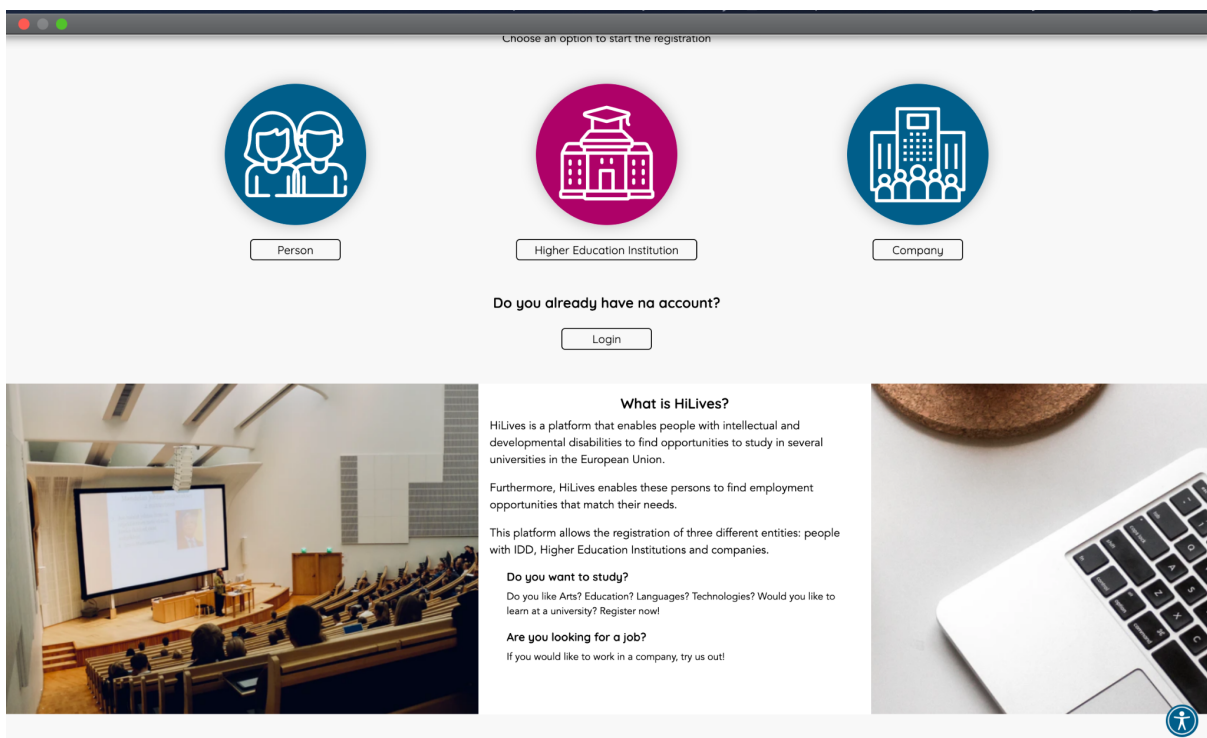 Choose an option to start the registration
Person
Higher Education Institution
Company
Do you already have na account?
Login
What is HiLives?
HiLives is a platform that enables people with intellectual and
developmental disabilities to find opportunities to study in several
universities in the European Union.
Furthermore, HiLives enables these persons to find employment
opportunities that match their needs.
This platform allows the registration of three different entities: people
with IDD, Higher Education Institutions and companies.
Do you want to study?
Do you like Arts? Education? Languages? Technologies? Would you like to
learn at a university? Register now!
Are you looking for a job?
If you would like to work in a company, try us out!